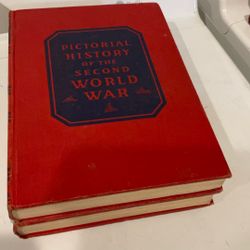 PICTORIAL
HISTORY
OF THE
SECOND
WORLD
WAR